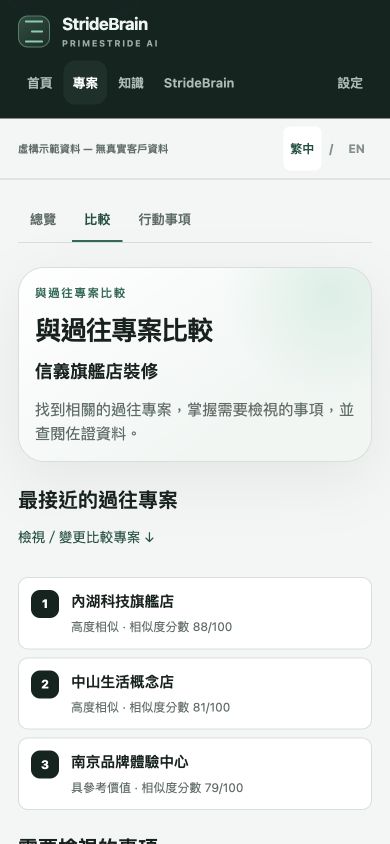 StrideBrain
PRIMESTRIDE AI
首頁 專案 知識 StrideBrain 設定
虛構示範資料 — 無真實客戶資料 繁中 / EN
總覽 比較 行動事項
與過往專案比較
與過往專案比較
信義旗艦店裝修
找到相關的過往專案，掌握需要檢視的事項，並
查閱佐證資料。
最接近的過往專案
檢視 / 變更比較專案 ↓
1 內湖科技旗艦店
高度相似 · 相似度分數 88/100
2 中山生活概念店
高度相似 · 相似度分數 81/100
3 南京品牌體驗中心
具參考價值 · 相似度分數 79/100
需要檢視的事項